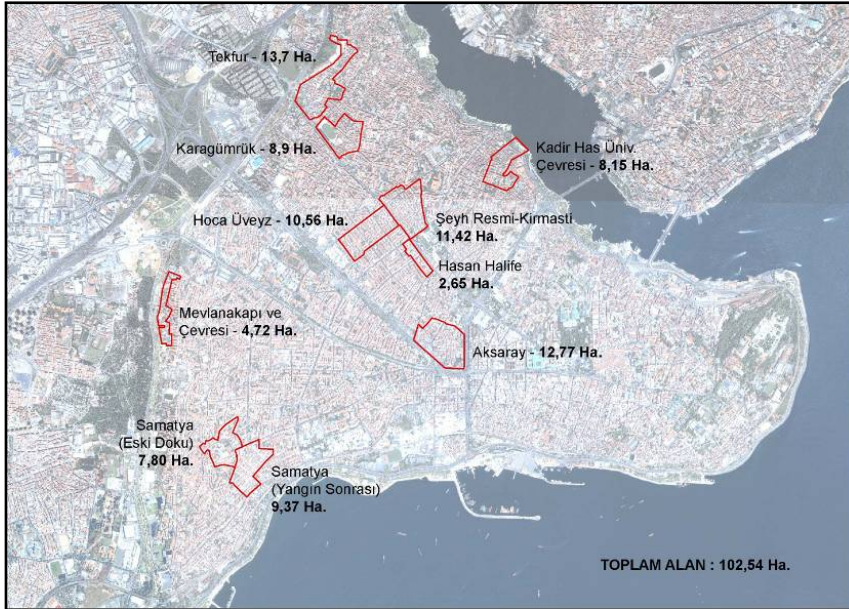 Tekfur - 13,7 Ha.
Karagümrük - 8,9 Ha.
Kadir Has Üniv.
Çevresi - 8,15 Ha.
Hoca Üveyz - 10,56 Ha.
Şeyh Resmi-Kirmasti
11,42 Ha.
Hasan Halife
2,65 Ha.
Mevlanakapı ve
Çevresi - 4,72 Ha.
Aksaray - 12,77 Ha.
Samatya
(Eski Doku)
7,80 Ha.
Samatya
(Yangın Sonrası)
9,37 Ha.
TOPLAM ALAN : 102,54 Ha.